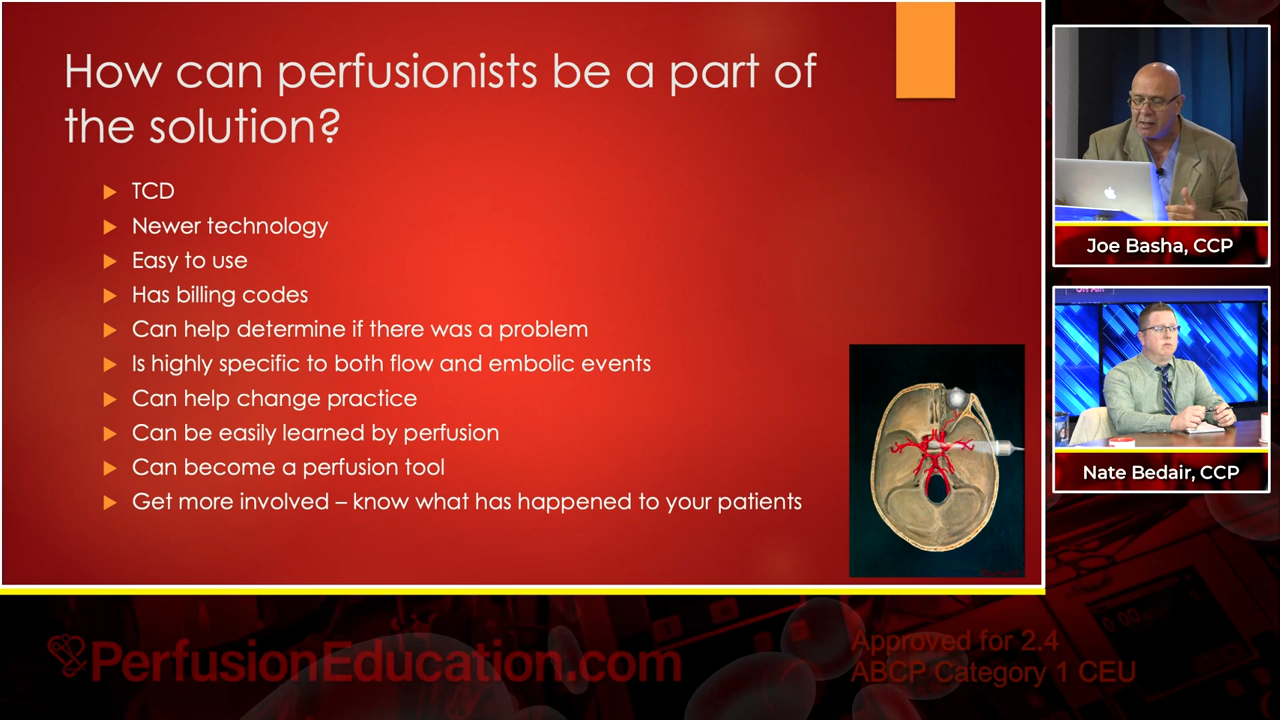 How can perfusionists be a part of
the solution?
TCD
Newer technology
Easy to use
Has billing codes
Can help determine if there was a problem
Is highly specific to both flow and embolic events
Can help change practice
Can be easily learned by perfusion
Can become a perfusion tool
Get more involved – know what has happened to your patients
Joe Basha, CCP
Nate Bedair, CCP
PerfusionEducation.com
Approved for 2.4
ABCP Category 1 CEU